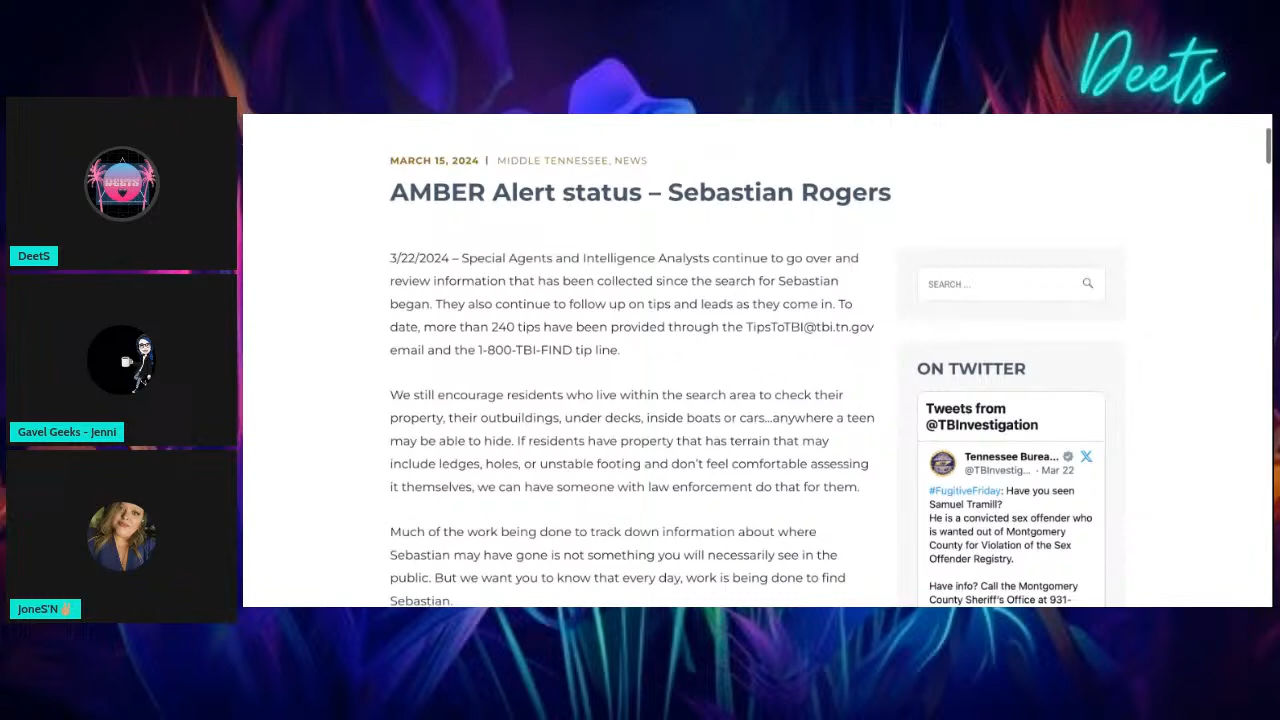 Deets
DEETS
DeetS
Gavel Geeks - Jenni
JoneS'N ✌🏼
MARCH 15, 2024 | MIDDLE TENNESSEE, NEWS
AMBER Alert status – Sebastian Rogers
3/22/2024 – Special Agents and Intelligence Analysts continue to go over and
review information that has been collected since the search for Sebastian
began. They also continue to follow up on tips and leads as they come in. To
date, more than 240 tips have been provided through the TipsToTBI@tbi.tn.gov
email and the 1-800-TBI-FIND tip line.
We still encourage residents who live within the search area to check their
property, their outbuildings, under decks, inside boats or cars…anywhere a teen
may be able to hide. If residents have property that has terrain that may
include ledges, holes, or unstable footing and don't feel comfortable assessing
it themselves, we can have someone with law enforcement do that for them.
Much of the work being done to track down information about where
Sebastian may have gone is not something you will necessarily see in the
public. But we want you to know that every day, work is being done to find
Sebastian.
SEARCH ...
ON TWITTER
Tweets from
@TBInvestigation
Tennessee Burea...
@TBInvestig... · Mar 22
#FugitiveFriday: Have you seen
Samuel Tramill?
He is a convicted sex offender who
is wanted out of Montgomery
County for Violation of the Sex
Offender Registry.
Have info? Call the Montgomery
County Sheriff's Office at 931-